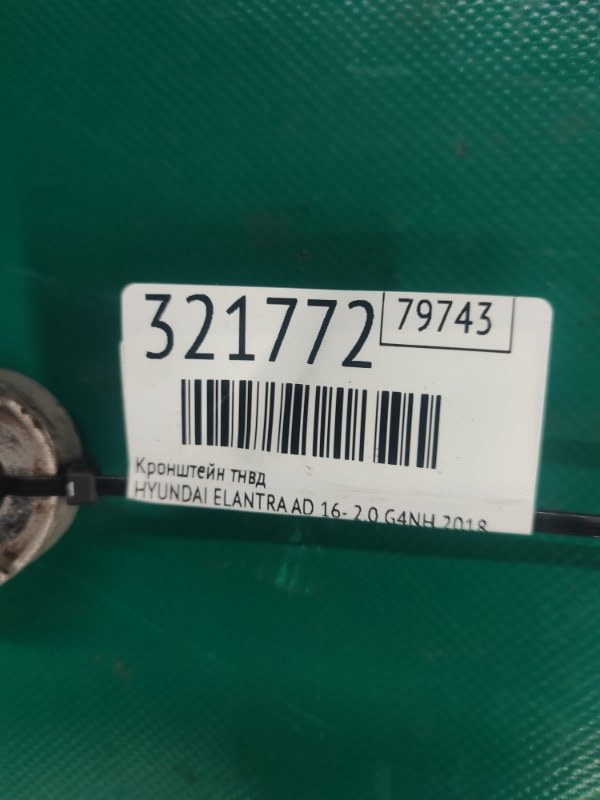 321772 79743
Кронштейн тнвд
HYUNDAI ELANTRA AD 16- 2.0 G4NH 2018